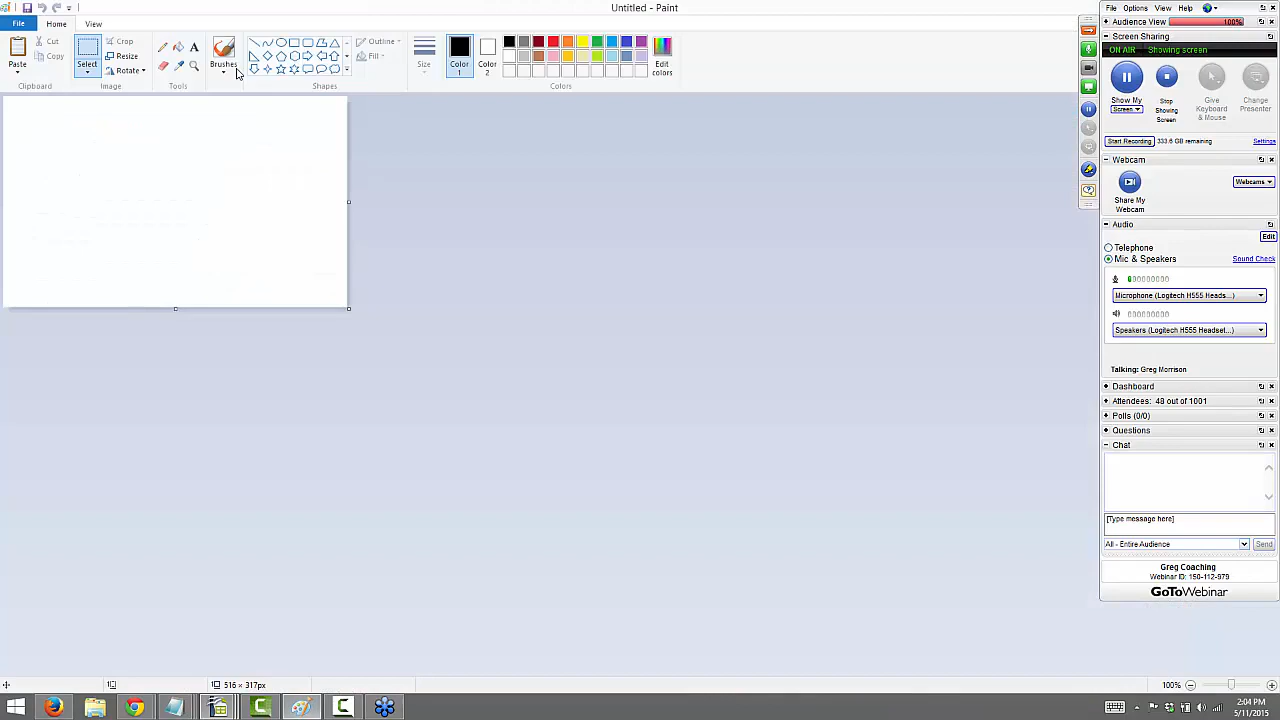 Untitled - Paint
File
Home
View
Paste
Cut
Copy
Clipboard
Select
Crop
Resize
Rotate
Image
Tools
A
Brushes
Shapes
Outline
Fill
Size
Color 1
Color 2
Colors
Edit colors
516 × 317px
100%
File Options View Help
Audience View 100%
Screen Sharing
ON AIR Showing screen
Show My
Screen
Stop Showing Screen
Give Keyboard & Mouse
Change Presenter
Start Recording 333.6 GB remaining Settings
Webcam
Share My Webcam
Webcams
Audio
Edit
Telephone
Mic & Speakers Sound Check
Microphone (Logitech H555 Heads...)
Speakers (Logitech H555 Headset...)
Talking: Greg Morrison
Dashboard
Attendees: 48 out of 1001
Polls (0/0)
Questions
Chat
[Type message here]
All - Entire Audience
Send
Greg Coaching
Webinar ID: 150-112-979
GoToWebinar
2:04 PM
5/11/2015